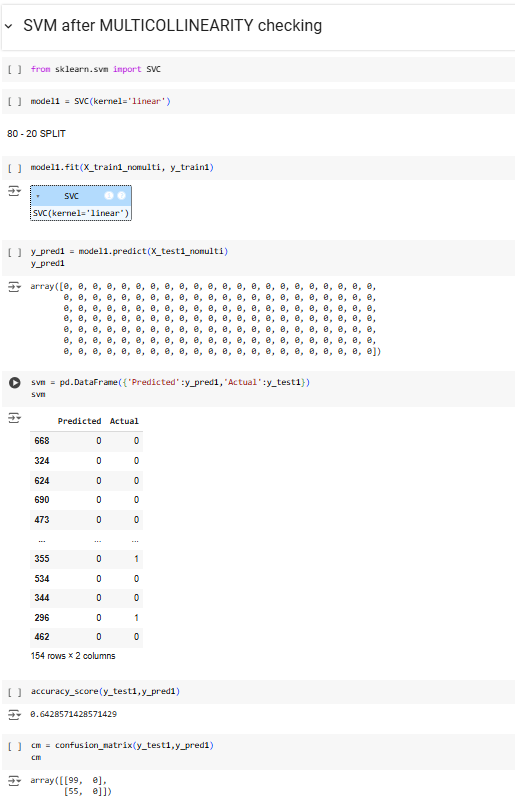 SVM after MULTICOLLINEARITY checking
[ ] from sklearn.svm import SVC
[ ] model1 = SVC(kernel='linear')
80 - 20 SPLIT
[ ] model1.fit(X_train1_nomulti, y_train1)
SVC
SVC(kernel='linear')
[ ] y_pred1 = model1.predict(X_test1_nomulti)
y_pred1
array([0, 0, 0, 0, 0, 0, 0, 0, 0, 0, 0, 0, 0, 0, 0, 0, 0, 0, 0, 0, 0, 0,
0, 0, 0, 0, 0, 0, 0, 0, 0, 0, 0, 0, 0, 0, 0, 0, 0, 0, 0, 0, 0, 0,
0, 0, 0, 0, 0, 0, 0, 0, 0, 0, 0, 0, 0, 0, 0, 0, 0, 0, 0, 0, 0, 0,
0, 0, 0, 0, 0, 0, 0, 0, 0, 0, 0, 0, 0, 0, 0, 0, 0, 0, 0, 0, 0, 0,
0, 0, 0, 0, 0, 0, 0, 0, 0, 0, 0, 0, 0, 0, 0, 0, 0, 0, 0, 0, 0, 0,
0, 0, 0, 0, 0, 0, 0, 0, 0, 0, 0, 0, 0, 0, 0, 0, 0, 0, 0, 0, 0, 0,
0, 0, 0, 0, 0, 0, 0, 0, 0, 0, 0, 0, 0, 0, 0, 0, 0, 0, 0, 0, 0, 0])
svm = pd.DataFrame({'Predicted':y_pred1,'Actual':y_test1})
svm
Predicted Actual
668 0 0
324 0 0
624 0 0
690 0 0
473 0 0
... ... ...
355 0 1
534 0 0
344 0 0
296 0 1
462 0 0
154 rows × 2 columns
[ ] accuracy_score(y_test1,y_pred1)
0.6428571428571429
[ ] cm = confusion_matrix(y_test1,y_pred1)
cm
array([[99, 0],
[55, 0]])